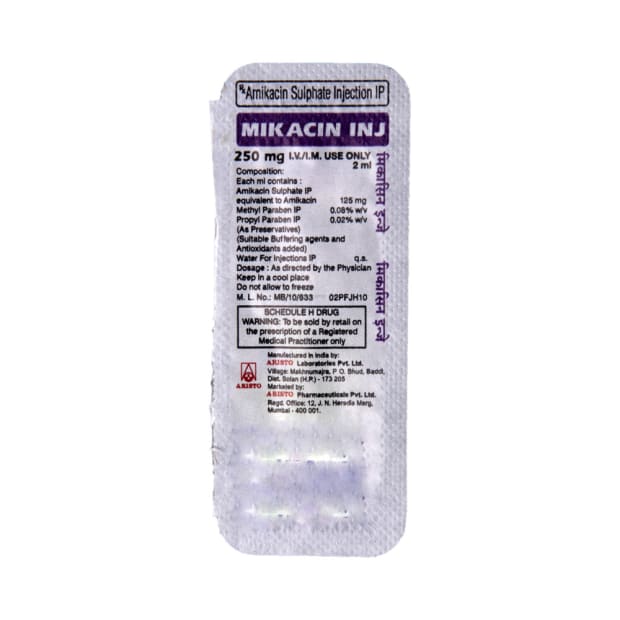 ℞Amikacin Sulphate Injection IP
MIKACIN INJ
250 mg I.V./I.M. USE ONLY
2 ml
Composition:
Each ml contains :
Amikacin Sulphate IP
equivalent to Amikacin 125 mg
Methyl Paraben IP 0.08% w/v
Propyl Paraben IP 0.02% w/v
(As Preservatives)
(Suitable Buffering agents and
Antioxidants added)
Water For Injections IP q.s.
Dosage : As directed by the Physician
Keep in a cool place
Do not allow to freeze
M. L. No.: MB/10/833 02PFJH10
SCHEDULE H DRUG
WARNING: To be sold by retail on
the prescription of a Registered
Medical Practitioner only
Manufactured in India by:
ARISTO Laboratories Pvt. Ltd.
Village: Makhnumajra, P O. Bhud, Baddi,
Dist. Solan (H.P.) - 173 205
Marketed by:
ARISTO Pharmaceuticals Pvt. Ltd.
Regd. Office: 12, J. N. Heredia Marg,
Mumbai - 400 001.
ARISTO
मिकासिन इन्जे
मिकासिन इन्जे